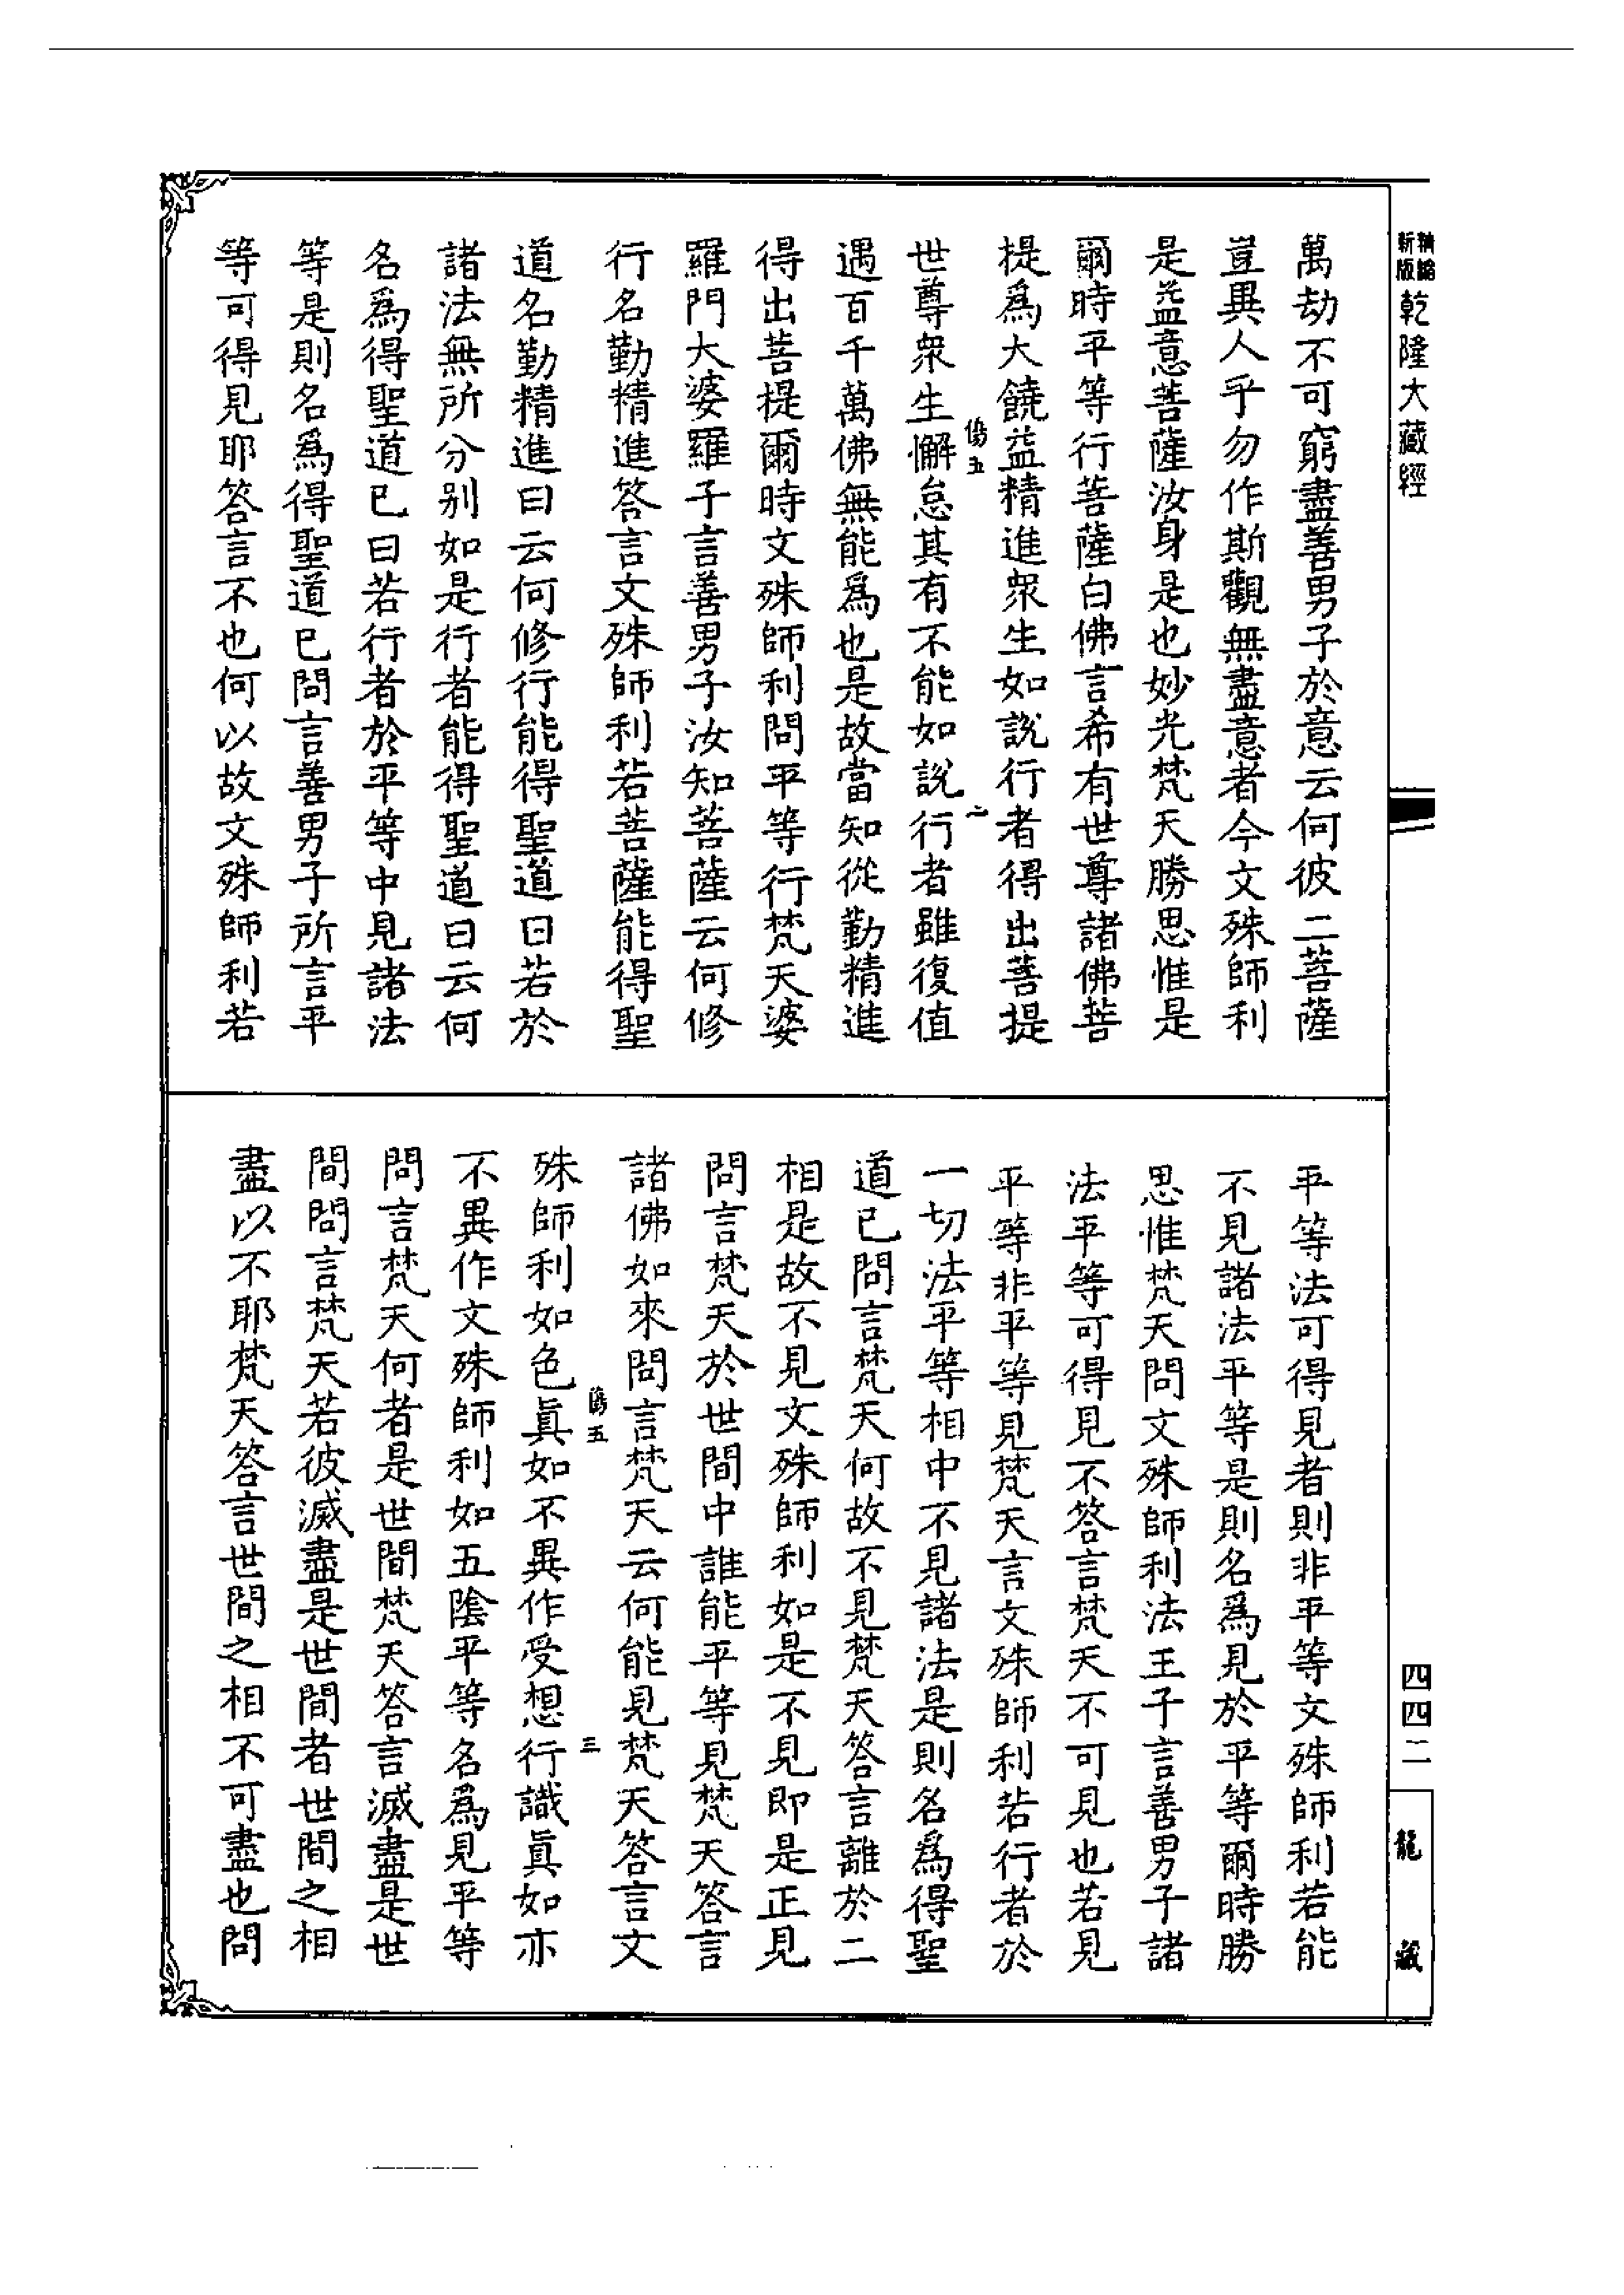 乾隆大藏經
萬劫不可窮盡善男子於意云何彼二菩薩
豈異人乎勿作斯觀無盡意者今文殊師利
是益意菩薩汝身是也妙光梵天勝思惟是
爾時平等行菩薩白佛言希有世尊諸佛菩
提爲大饒益精進衆生如說行者得出菩提
世尊衆生懈怠其有不能如說行者雖復值
遇百千萬佛無能爲也是故當知從勤精進
得出菩提爾時文殊師利問平等行梵天婆
羅門大婆羅子言善男子汝知菩薩云何修
行名勤精進答言文殊師利若菩薩能得聖
道名勤精進曰云何修行能得聖道曰若於
諸法無所分别如是行者能得聖道曰云何
名爲得聖道已曰若行者於平等中見諸法
等是則名爲得聖道已問言善男子所言平
等可得見耶答言不也何以故文殊師利若
平等法可得見者則非平等文殊師利若能
不見諸法平等是則名爲見於平等爾時勝
思惟梵天問文殊師利法王子言善男子諸
法平等可得見不答言梵天不可見也若見
平等非平等見梵天言文殊師利若行者於
一切法平等相中不見諸法是則名爲得聖
道已問言梵天何故不見梵天答言離於二
相是故不見文殊師利如是不見即是正見
問言梵天於世間中誰能平等見梵天答言
諸佛如來問言梵天云何能見梵天答言文
殊師利如色眞如不異作受想行識眞如亦
不異作文殊師利如五陰平等名爲見平等
問言梵天何者是世間梵天答言滅盡是世
間問言梵天若彼滅盡是世間者世間之相
盡以不耶梵天答言世間之相不可盡也問
四四二
龍藏